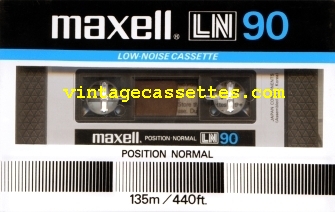 maxell® LN 90
LOW NOISE CASSETTE
vintagecassettes.com
maxell POSITION·NORMAL LN 90
POSITION NORMAL
135m/440ft.